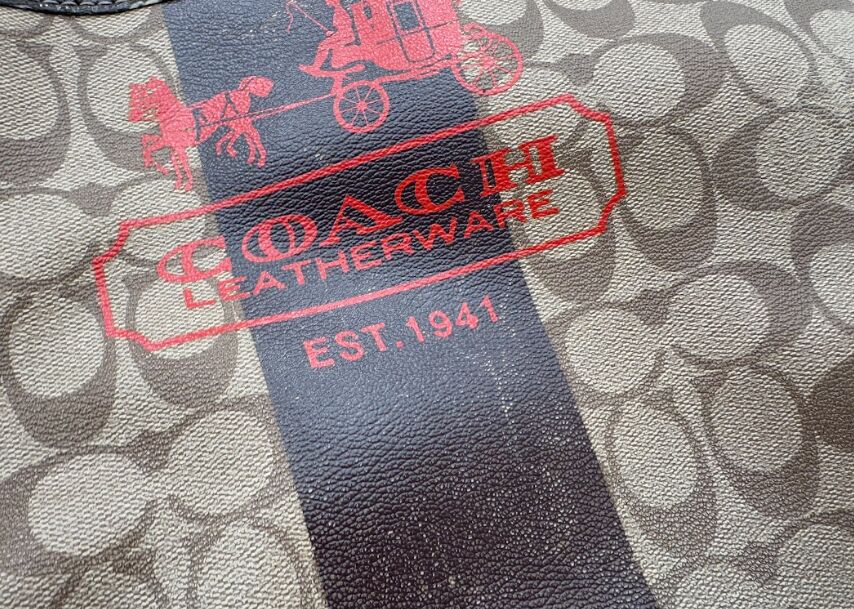 COACH
LEATHERWARE
EST. 1941